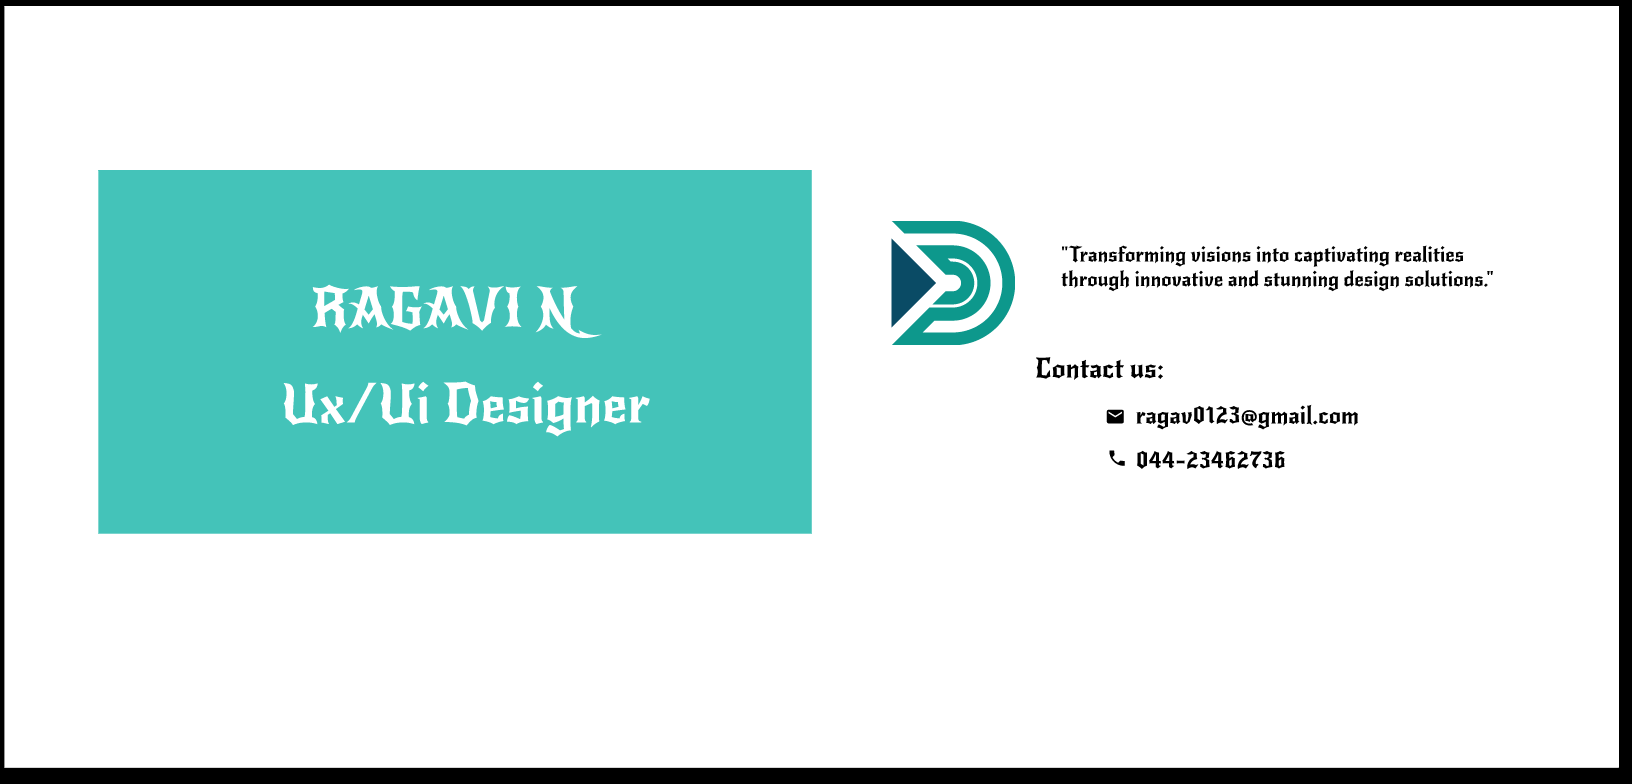 RAGAVI N
Ux/Ui Designer
"Transforming visions into captivating realities
through innovative and stunning design solutions."
Contact us:
ragav0123@gmail.com
044-23462736